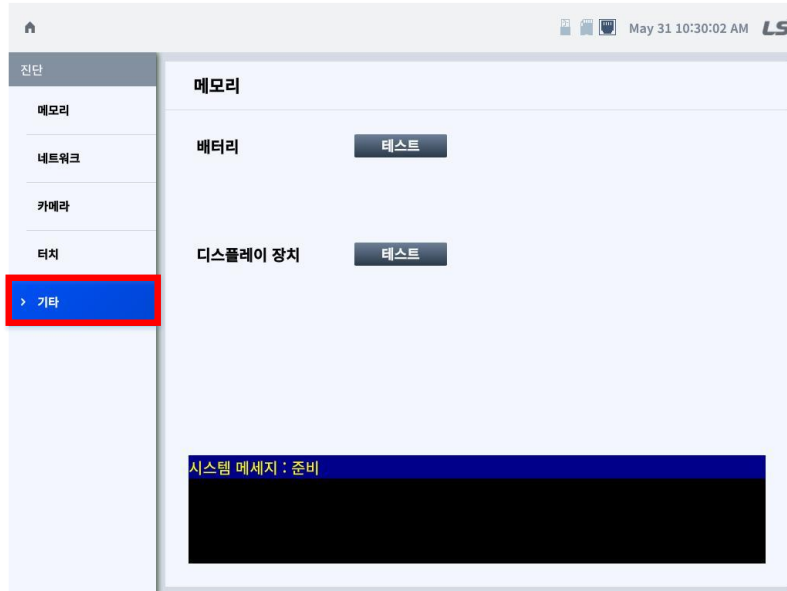 May 31 10:30:02 AM LS
진단
메모리
네트워크
카메라
터치
> 기타
메모리
배터리 테스트
디스플레이 장치 테스트
시스템 메세지 : 준비